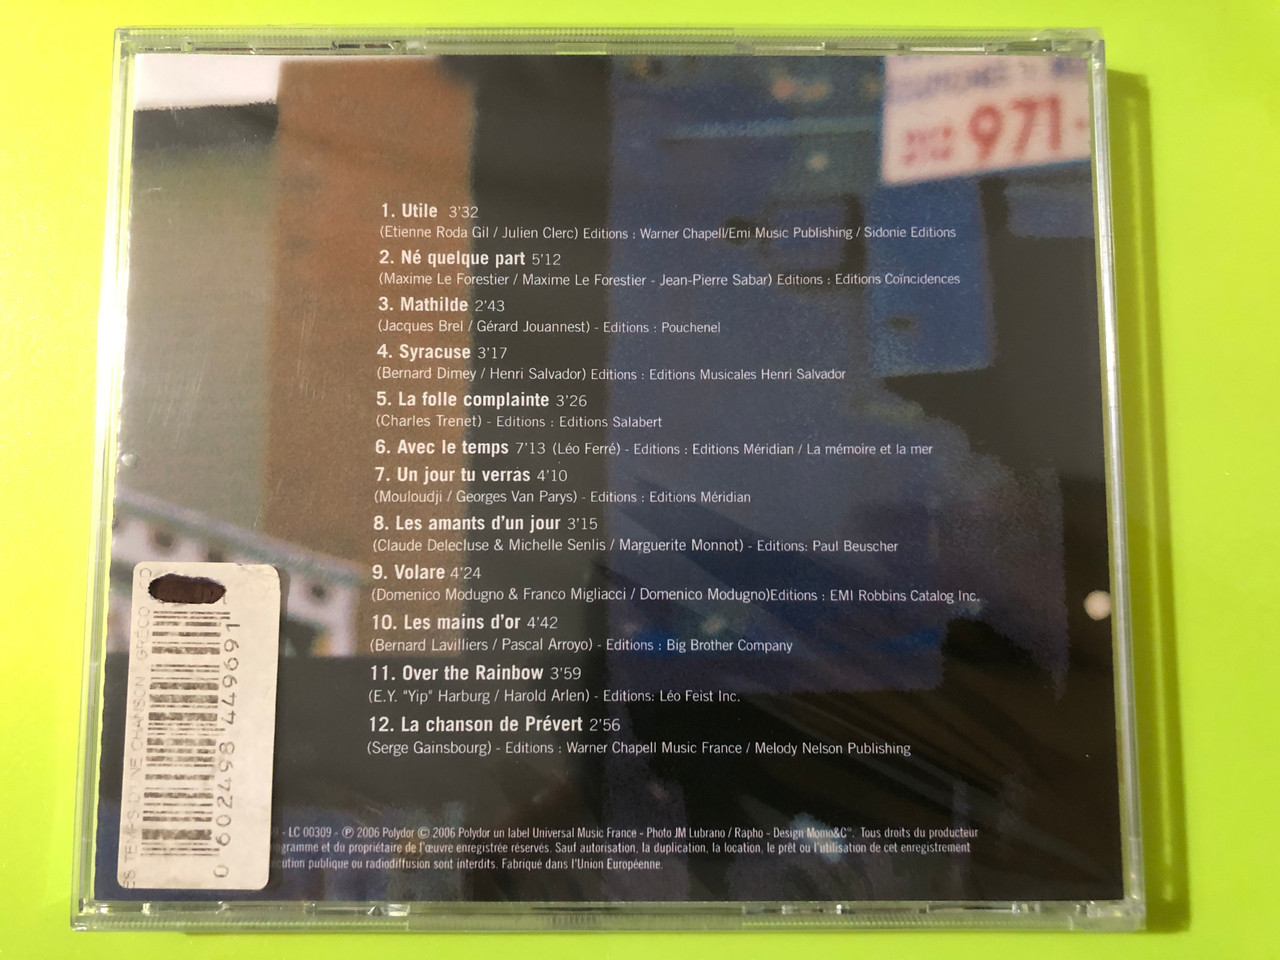 971.
1. Utile 3'32
(Etienne Roda Gil / Julien Clerc) Editions : Warner Chapell/Emi Music Publishing / Sidonie Editions
2. Né quelque part 5'12
(Maxime Le Forestier / Maxime Le Forestier - Jean-Pierre Sabar) Editions : Editions Coïncidences
3. Mathilde 2'43
(Jacques Brel / Gérard Jouannest) - Editions : Pouchenel
4. Syracuse 3'17
(Bernard Dimey / Henri Salvador) Editions : Editions Musicales Henri Salvador
5. La folle complainte 3'26
(Charles Trenet) - Editions : Editions Salabert
6. Avec le temps 7'13 (Léo Ferré) - Editions : Editions Méridian / La mémoire et la mer
7. Un jour tu verras 4'10
(Mouloudji / Georges Van Parys) - Editions : Editions Méridian
8. Les amants d'un jour 3'15
(Claude Delecluse & Michelle Senlis / Marguerite Monnot) - Editions: Paul Beuscher
9. Volare 4'24
(Domenico Modugno & Franco Migliacci / Domenico Modugno)Editions : EMI Robbins Catalog Inc.
10. Les mains d'or 4'42
(Bernard Lavilliers / Pascal Arroyo) - Editions : Big Brother Company
11. Over the Rainbow 3'59
(E.Y. "Yip" Harburg / Harold Arlen) - Editions: Léo Feist Inc.
12. La chanson de Prévert 2'56
(Serge Gainsbourg) - Editions : Warner Chapell Music France / Melody Nelson Publishing
- LC 00309 - ℗ 2006 Polydor © 2006 Polydor un label Universal Music France - Photo JM Lubrano / Rapho - Design Momo&C°. Tous droits du producteur
ogramme et du propriétaire de l'œuvre enregistrée réservés. Sauf autorisation, la duplication, la location, le prêt ou l'utilisation de cet enregistrement
cution publique ou radiodiffusion sont interdits. Fabriqué dans l'Union Européenne.
TEMPS D'UNE CHANSON GRÉCO
0 602498 449691